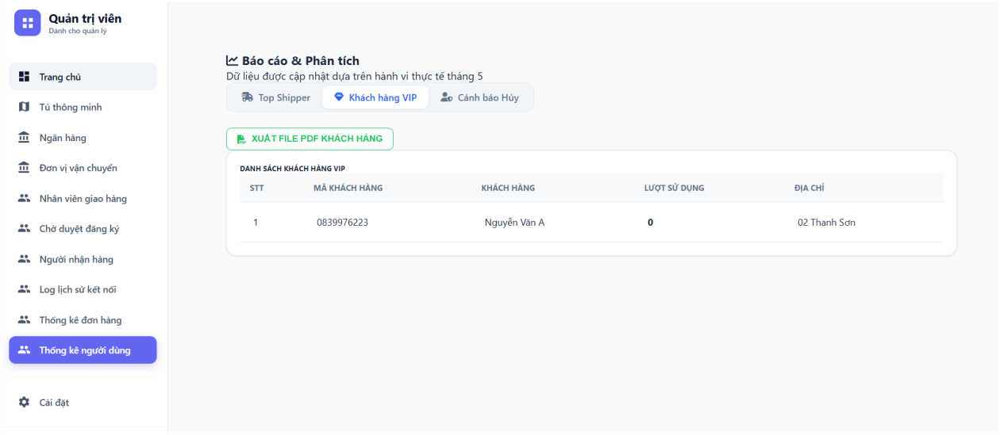 Quản trị viên
Dành cho quản lý
Trang chủ
Tủ thông minh
Ngân hàng
Đơn vị vận chuyển
Nhân viên giao hàng
Chờ duyệt đăng ký
Người nhận hàng
Log lịch sử kết nối
Thống kê đơn hàng
Thống kê người dùng
Cài đặt
Báo cáo & Phân tích
Dữ liệu được cập nhật dựa trên hành vi thực tế tháng 5
Top Shipper Khách hàng VIP Cảnh báo Hủy
XUẤT FILE PDF KHÁCH HÀNG
DANH SÁCH KHÁCH HÀNG VIP
STT MÃ KHÁCH HÀNG KHÁCH HÀNG LƯỢT SỬ DỤNG ĐỊA CHỈ
1 0839976223 Nguyễn Văn A 0 02 Thanh Sơn